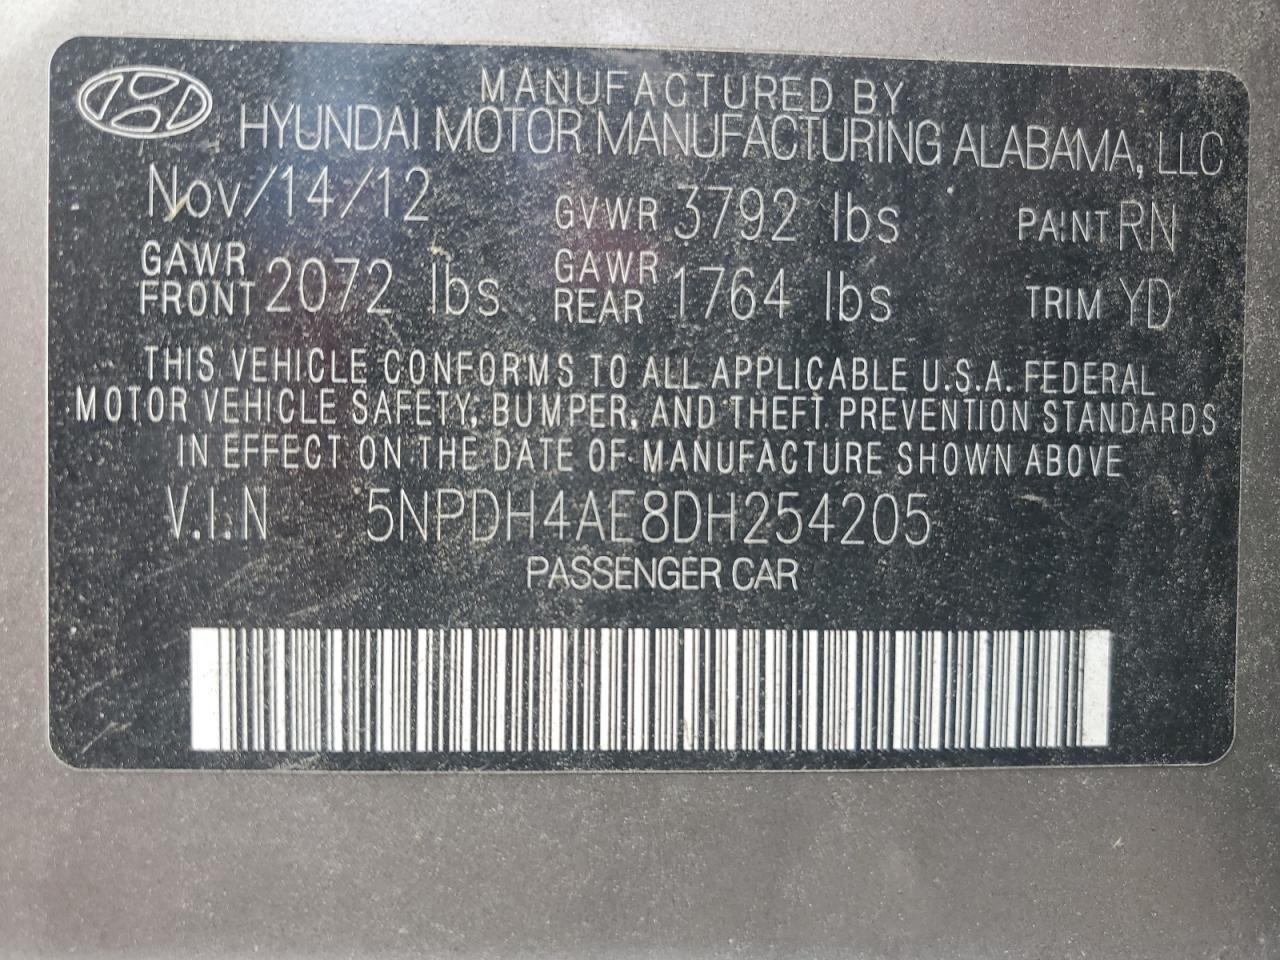 MANUFACTURED BY
HYUNDAI MOTOR MANUFACTURING ALABAMA, LLC
Nov/14/12 GVWR 3792 lbs PAINT RN
GAWR FRONT 2072 lbs GAWR REAR 1764 lbs TRIM YD
THIS VEHICLE CONFORMS TO ALL APPLICABLE U.S.A. FEDERAL
MOTOR VEHICLE SAFETY, BUMPER, AND THEFT PREVENTION STANDARDS
IN EFFECT ON THE DATE OF MANUFACTURE SHOWN ABOVE
V.I.N 5NPDH4AE8DH254205
PASSENGER CAR